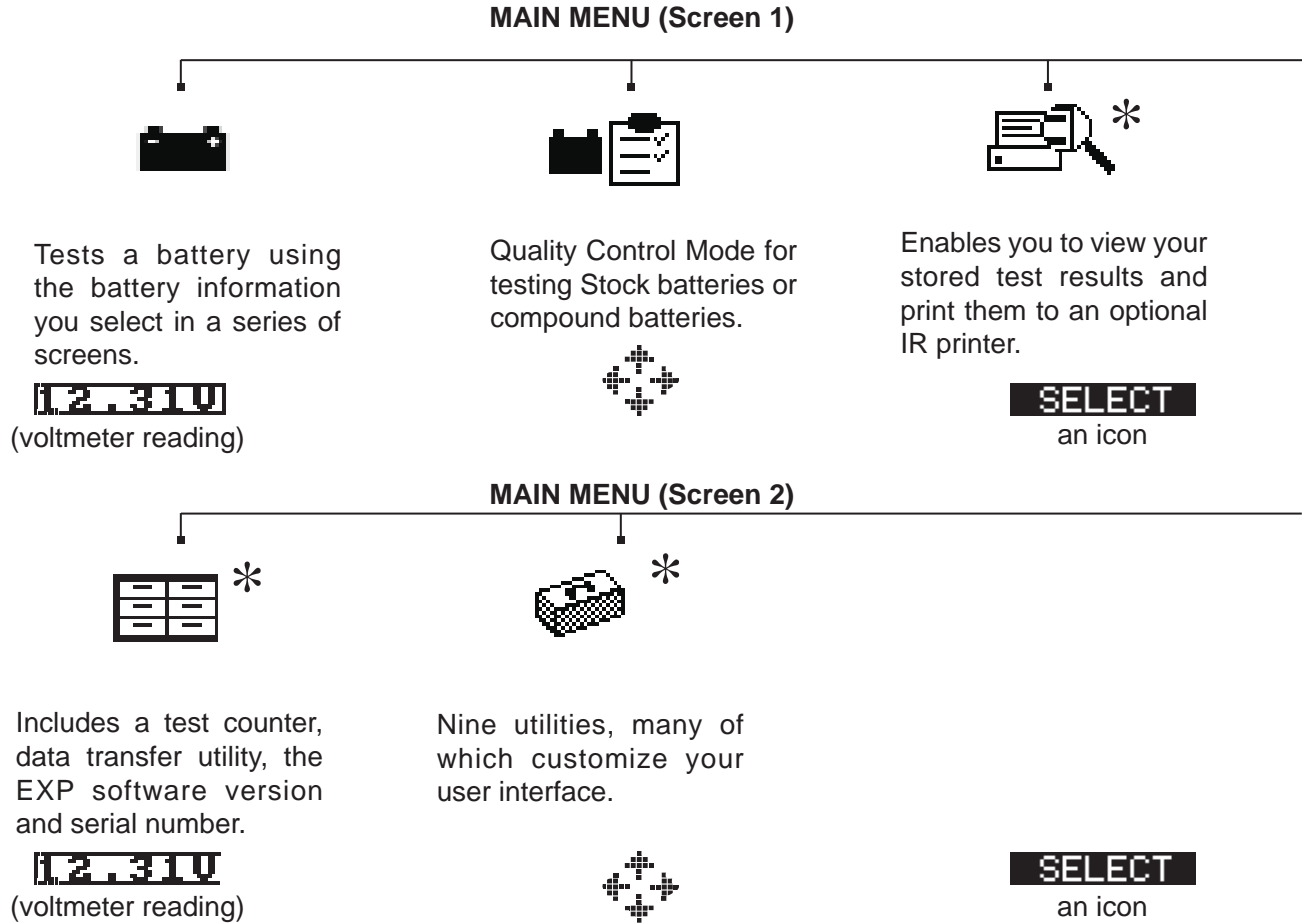 MAIN MENU (Screen 1)
*
Tests a battery using
the battery information
you select in a series of
screens.
12.31V
(voltmeter reading)
Quality Control Mode for
testing Stock batteries or
compound batteries.
Enables you to view your
stored test results and
print them to an optional
IR printer.
SELECT
an icon
MAIN MENU (Screen 2)
*
*
Includes a test counter,
data transfer utility, the
EXP software version
and serial number.
12.31V
(voltmeter reading)
Nine utilities, many of
which customize your
user interface.
SELECT
an icon